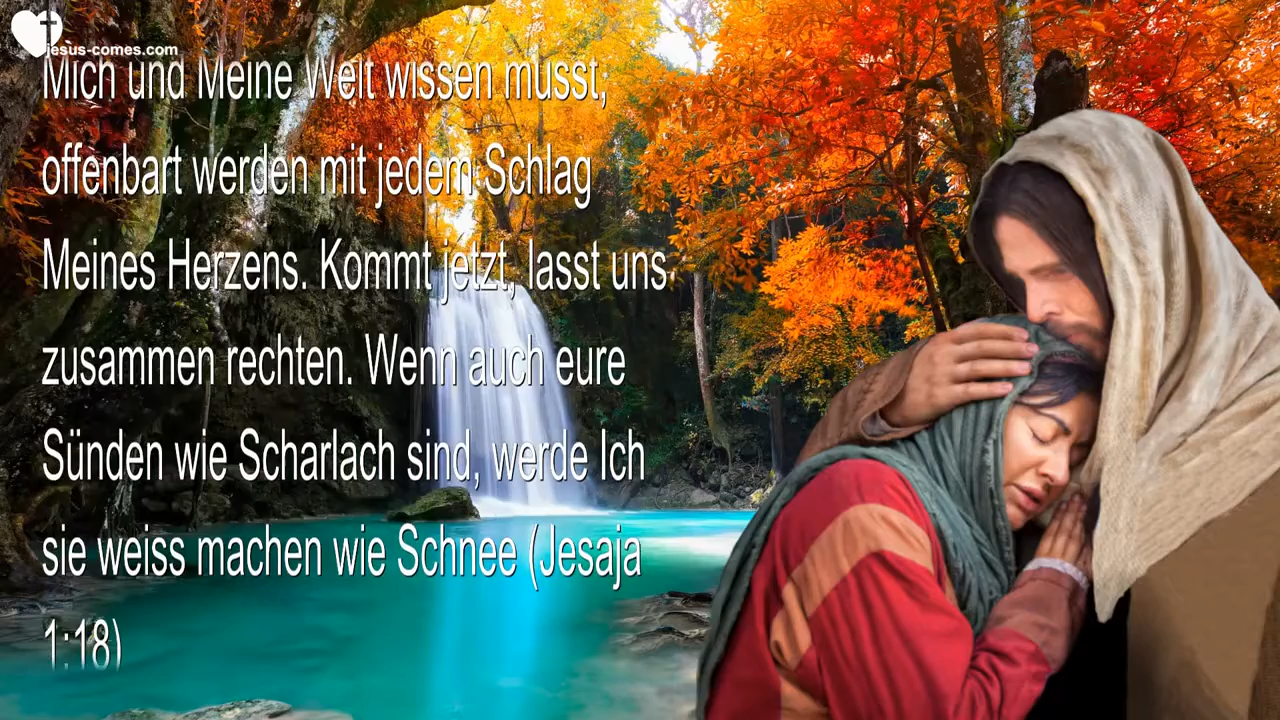 jesus-comes.com
Mich und Meine Welt wissen musst,
offenbart werden mit jedem Schlag
Meines Herzens. Kommt jetzt, lasst uns
zusammen rechten. Wenn auch eure
Sünden wie Scharlach sind, werde Ich
sie weiss machen wie Schnee (Jesaja
1:18)